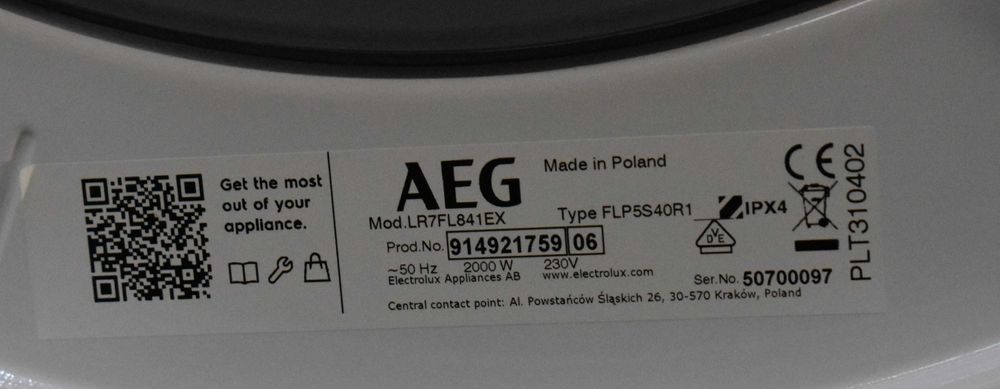 Get the most
out of your
appliance.
AEG
Made in Poland
Mod.LR7FL841EX
Type FLP5S40R1
IPX4
Prod.No. 914921759 06
~50 Hz 2000 W 230V
Electrolux Appliances AB www.electrolux.com
Ser.No. 50700097
Central contact point: Al. Powstańców Śląskich 26, 30-570 Kraków, Poland
CE
DVE
PLT310402